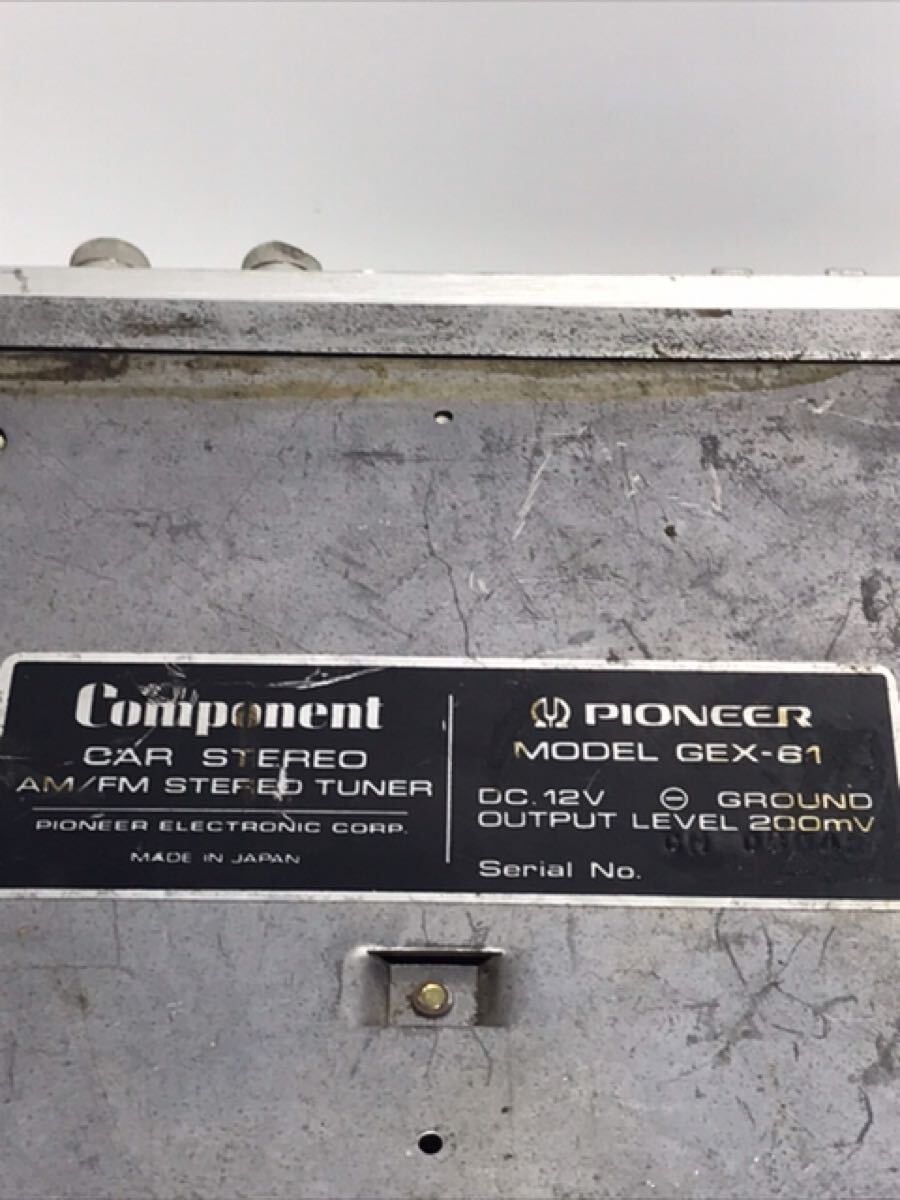 Component
CAR STEREO
AM/FM STEREO TUNER
PIONEER ELECTRONIC CORP.
MADE IN JAPAN
PIONEER
MODEL GEX-61
DC.12V ⊖ GROUND
OUTPUT LEVEL 200mV
Serial No.